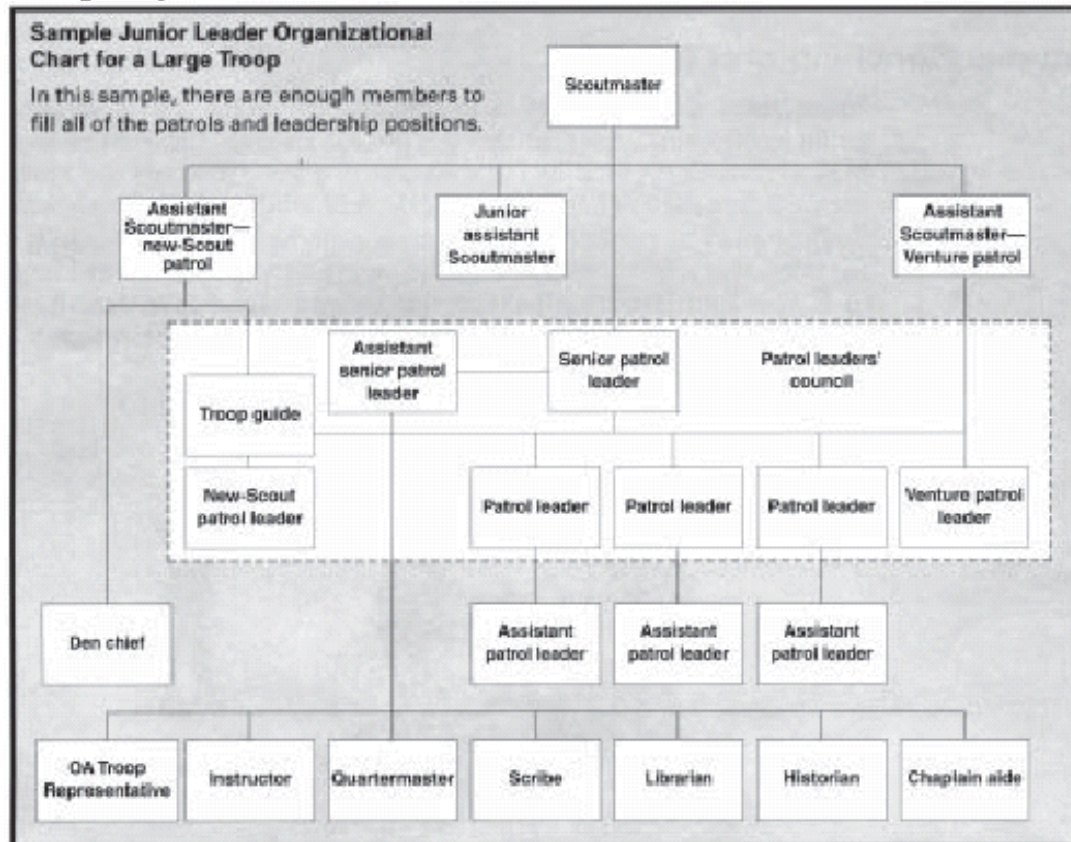 Sample Junior Leader Organizational
Chart for a Large Troop
In this sample, there are enough members to
fill all of the patrols and leadership positions.
Scoutmaster
Assistant
Scoutmaster—
new-Scout
patrol
Junior
assistant
Scoutmaster
Assistant
Scoutmaster—
Venture patrol
Assistant
senior patrol
leader
Senior patrol
leader
Patrol leaders'
council
Troop guide
New-Scout
patrol leader
Patrol leader
Patrol leader
Patrol leader
Venture patrol
leader
Den chief
Assistant
patrol leader
Assistant
patrol leader
Assistant
patrol leader
OA Troop
Representative
Instructor
Quartermaster
Scribe
Librarian
Historian
Chaplain aide